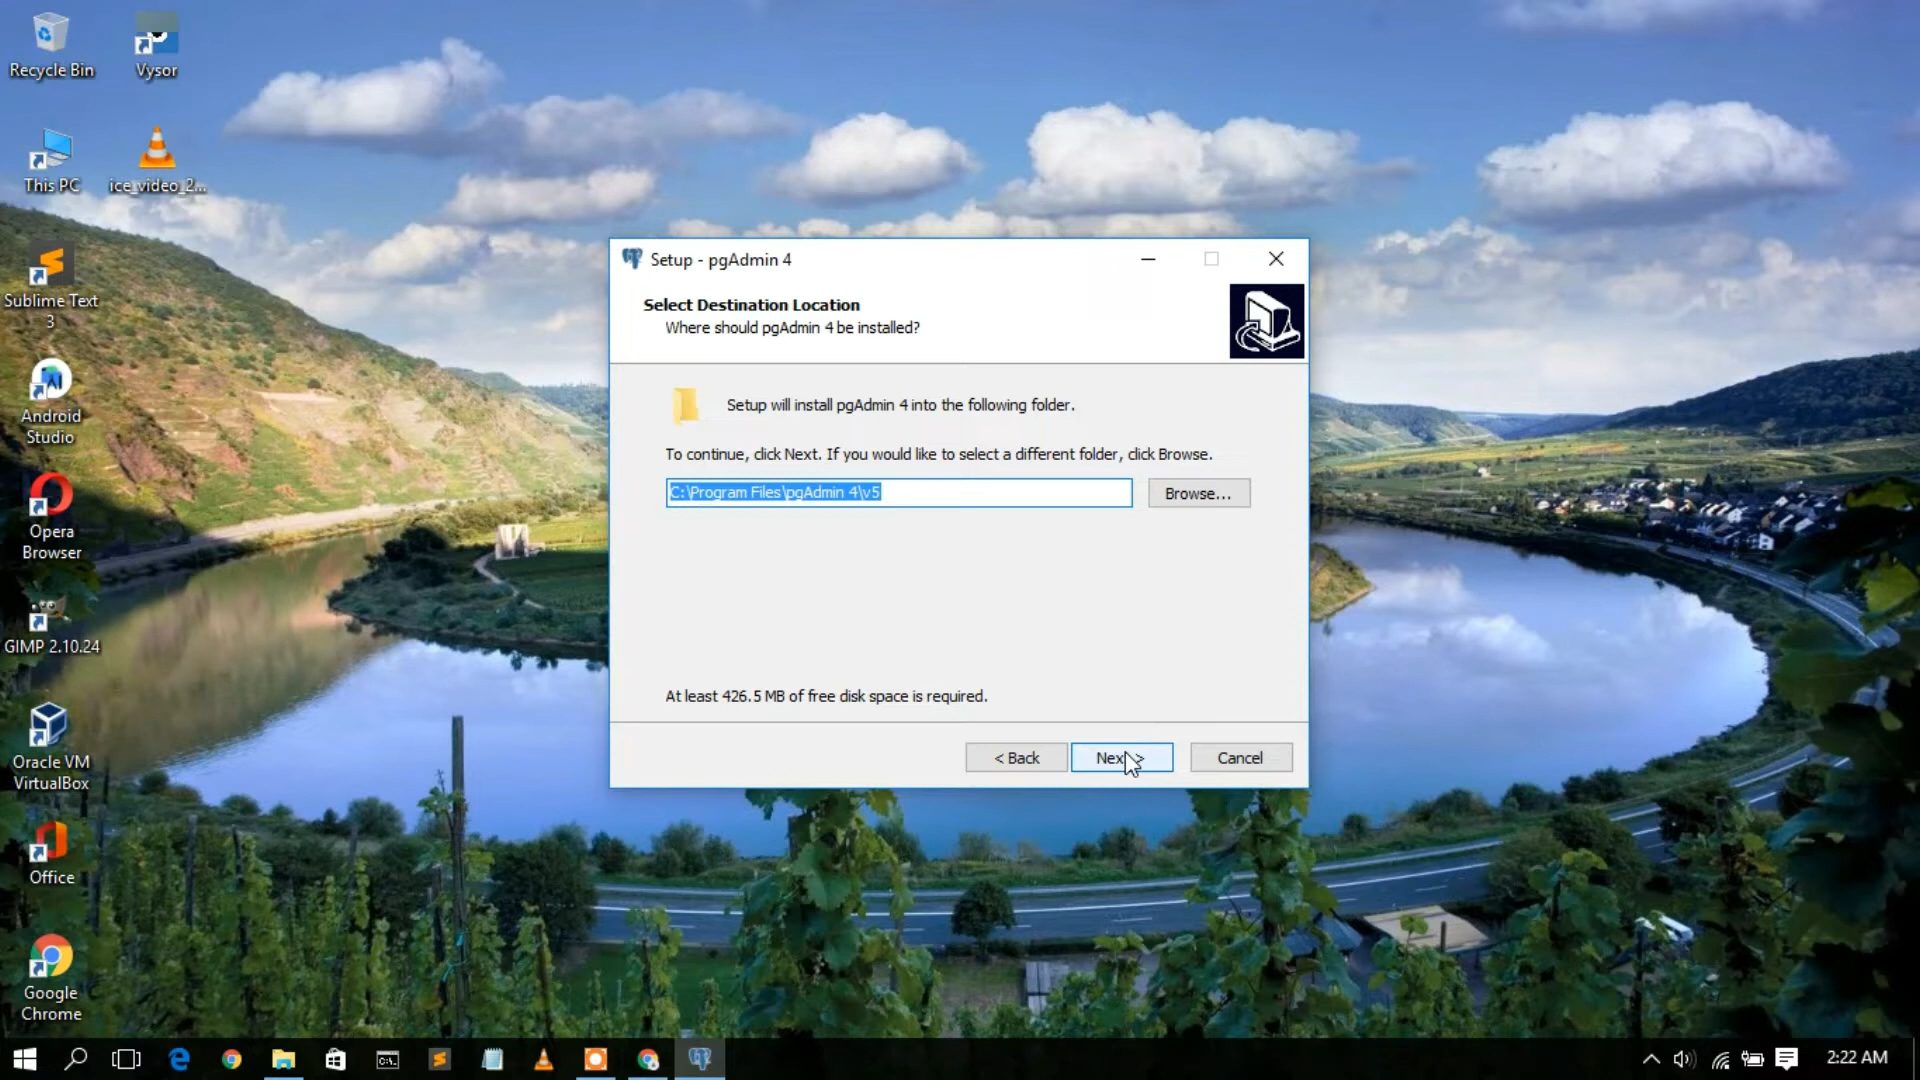 Recycle Bin
Vysor
This PC
ice_video_2...
Sublime Text
3
Android
Studio
Opera
Browser
GIMP 2.10.24
Oracle VM
VirtualBox
Office
Google
Chrome
Setup - pgAdmin 4
Select Destination Location
Where should pgAdmin 4 be installed?
Setup will install pgAdmin 4 into the following folder.
To continue, click Next. If you would like to select a different folder, click Browse.
C:\Program Files\pgAdmin 4\v5
Browse...
At least 426.5 MB of free disk space is required.
< Back
Next >
Cancel
2:22 AM